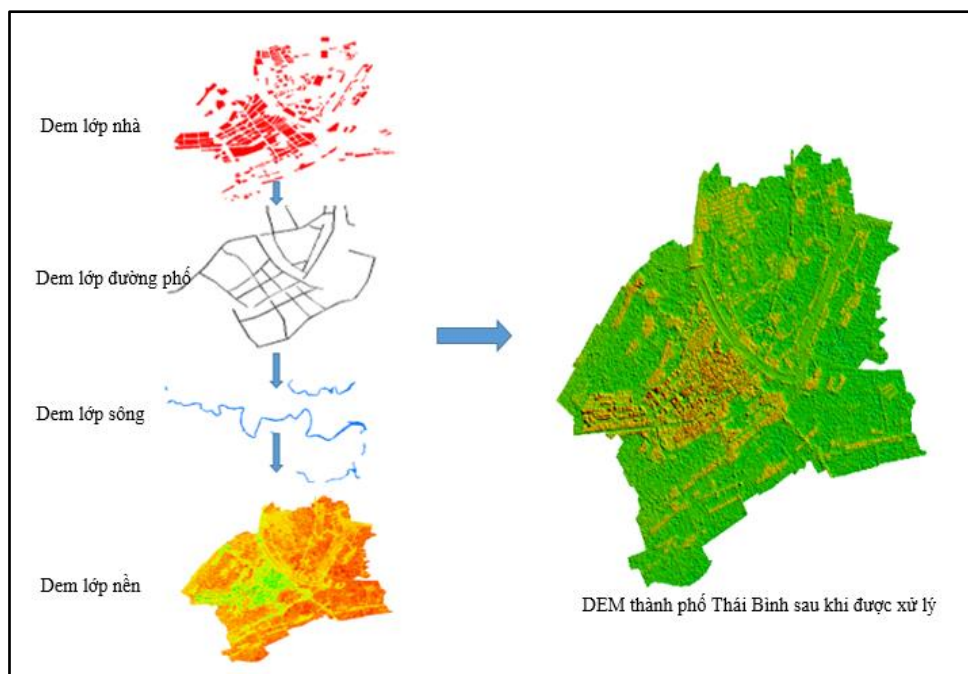 Dem lớp nhà
Dem lớp đường phố
Dem lớp sông
Dem lớp nền
DEM thành phố Thái Bình sau khi được xử lý